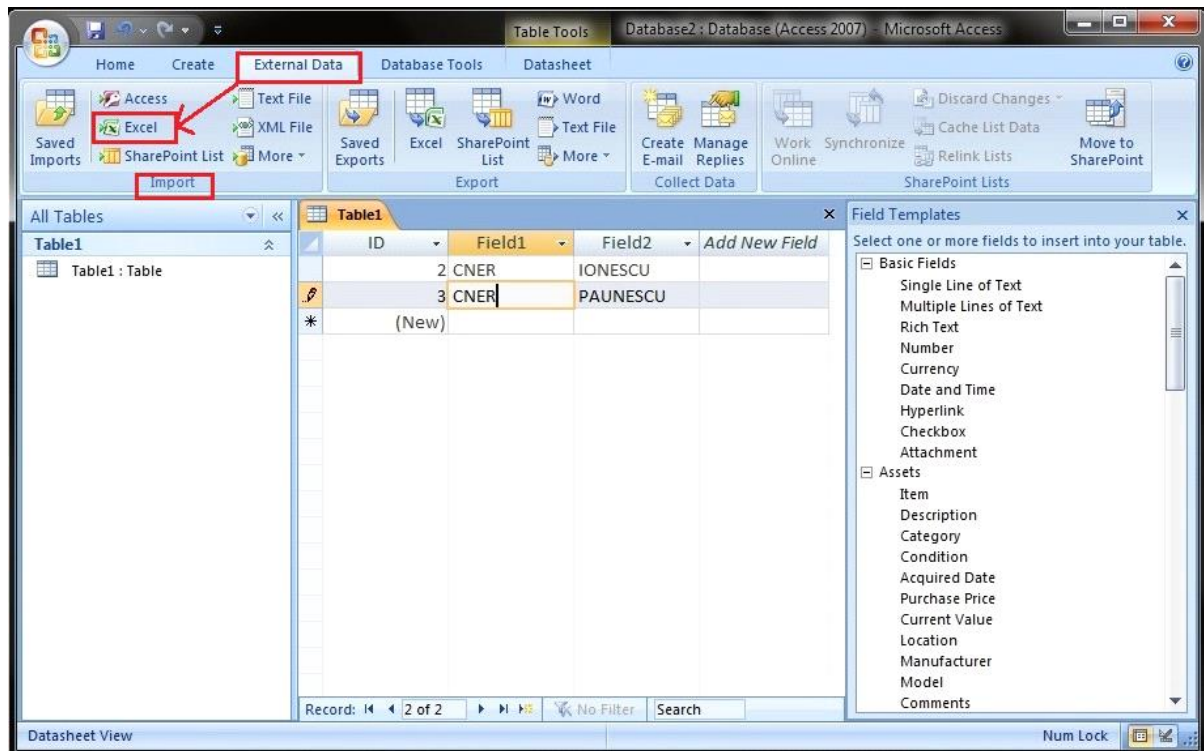 Table Tools
Database2 : Database (Access 2007) - Microsoft Access
Home Create External Data Database Tools Datasheet
Saved Imports
Access
Excel
SharePoint List
Text File
XML File
More
Import
Saved Exports
Excel
SharePoint List
Word
Text File
More
Export
Create E-mail
Manage Replies
Collect Data
Work Online
Synchronize
Discard Changes
Cache List Data
Relink Lists
Move to SharePoint
SharePoint Lists
All Tables
Table1
Table1 : Table
Table1
ID Field1 Field2 Add New Field
2 CNER IONESCU
3 CNER PAUNESCU
(New)
Record: 2 of 2 No Filter Search
Field Templates
Select one or more fields to insert into your table.
Basic Fields
Single Line of Text
Multiple Lines of Text
Rich Text
Number
Currency
Date and Time
Hyperlink
Checkbox
Attachment
Assets
Item
Description
Category
Condition
Acquired Date
Purchase Price
Current Value
Location
Manufacturer
Model
Comments
Datasheet View
Num Lock